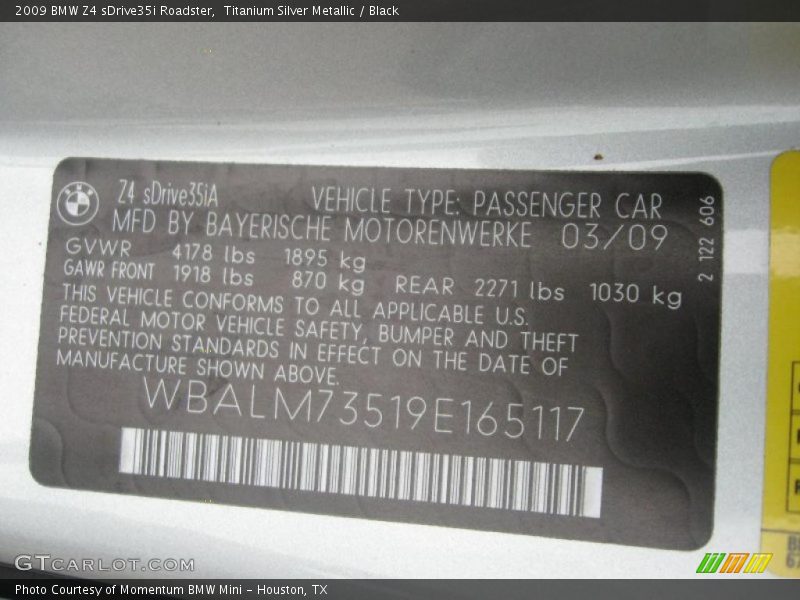 2009 BMW Z4 sDrive35i Roadster, Titanium Silver Metallic / Black
BMW
Z4 sDrive35iA VEHICLE TYPE: PASSENGER CAR
MFD BY BAYERISCHE MOTORENWERKE 03/09
GVWR 4178 lbs 1895 kg
GAWR FRONT 1918 lbs 870 kg REAR 2271 lbs 1030 kg
THIS VEHICLE CONFORMS TO ALL APPLICABLE U.S.
FEDERAL MOTOR VEHICLE SAFETY, BUMPER AND THEFT
PREVENTION STANDARDS IN EFFECT ON THE DATE OF
MANUFACTURE SHOWN ABOVE.
WBALM73519E165117
2 122 606
GTCARLOT.COM
Photo Courtesy of Momentum BMW Mini - Houston, TX